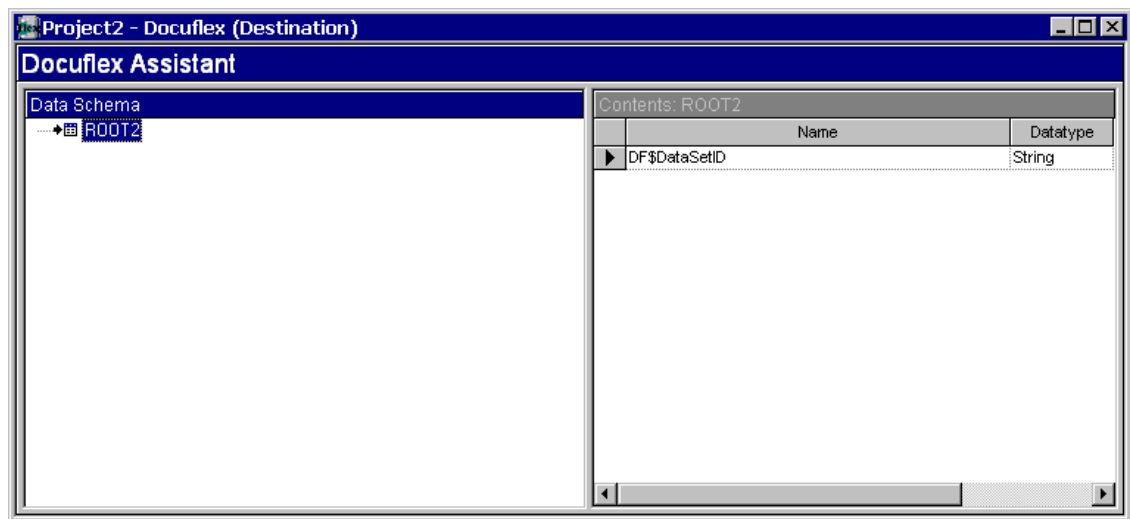 Project2 - Docuflex (Destination)
Docuflex Assistant
Data Schema
ROOT2
Contents: ROOT2
Name Datatype
DF$DataSetID String